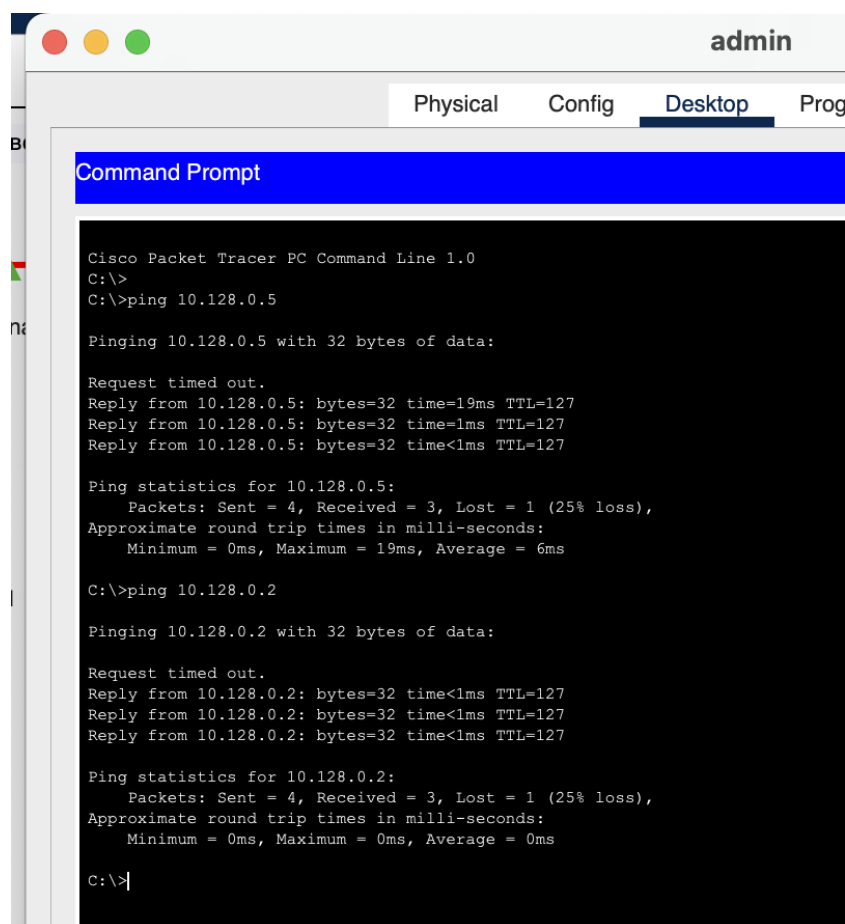 admin
Physical Config Desktop Prog
Command Prompt
Cisco Packet Tracer PC Command Line 1.0
C:\>
C:\>ping 10.128.0.5
Pinging 10.128.0.5 with 32 bytes of data:
Request timed out.
Reply from 10.128.0.5: bytes=32 time=19ms TTL=127
Reply from 10.128.0.5: bytes=32 time=1ms TTL=127
Reply from 10.128.0.5: bytes=32 time<1ms TTL=127
Ping statistics for 10.128.0.5:
Packets: Sent = 4, Received = 3, Lost = 1 (25% loss),
Approximate round trip times in milli-seconds:
Minimum = 0ms, Maximum = 19ms, Average = 6ms
C:\>ping 10.128.0.2
Pinging 10.128.0.2 with 32 bytes of data:
Request timed out.
Reply from 10.128.0.2: bytes=32 time<1ms TTL=127
Reply from 10.128.0.2: bytes=32 time<1ms TTL=127
Reply from 10.128.0.2: bytes=32 time<1ms TTL=127
Ping statistics for 10.128.0.2:
Packets: Sent = 4, Received = 3, Lost = 1 (25% loss),
Approximate round trip times in milli-seconds:
Minimum = 0ms, Maximum = 0ms, Average = 0ms
C:\>